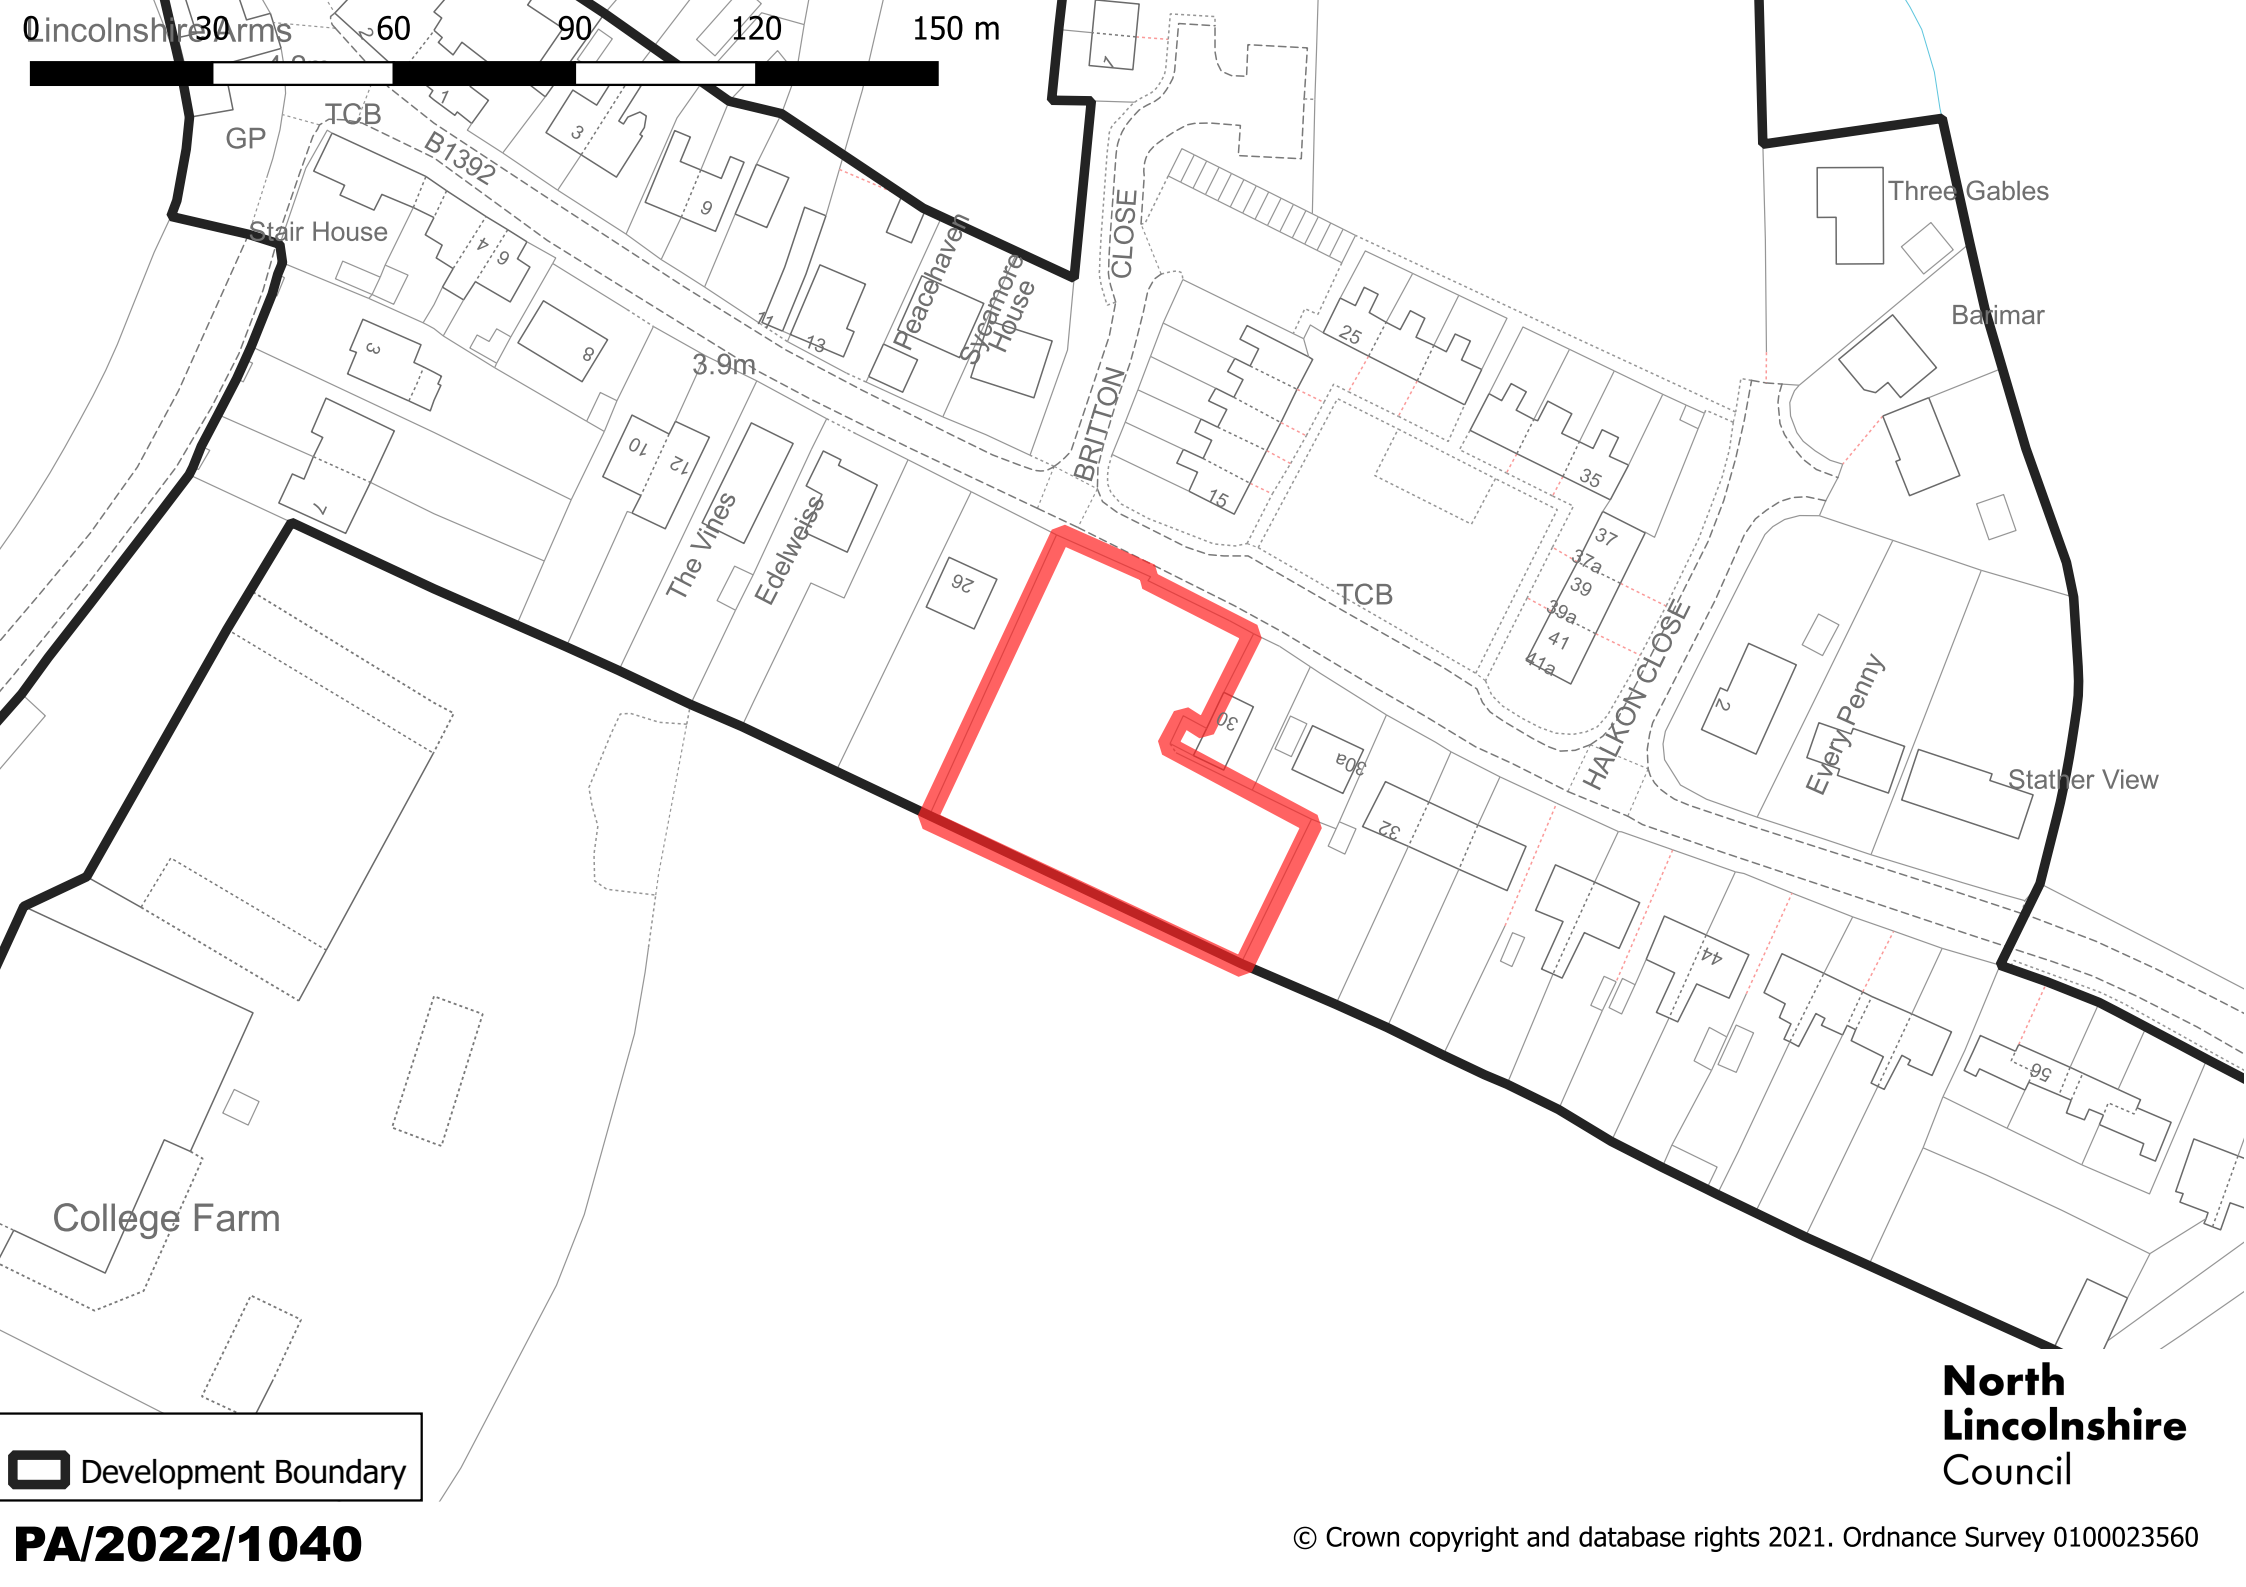 0 30 60 90 120 150 m
Lincolnshire Arms
2
1
TCB
GP
B1392
3
7
9
CLOSE
Three Gables
Stair House
4
6
Peacehaven
Sycamore
House
Barimar
11
13
25
3
8
3.9m
BRITTON
10
12
15
35
7
The Vines
Edelweiss
37
37a
39
39a
41
41a
26
TCB
HALKON CLOSE
30
30a
2
Every Penny
Stather View
32
44
56
College Farm
North
Lincolnshire
Council
Development Boundary
PA/2022/1040
© Crown copyright and database rights 2021. Ordnance Survey 0100023560